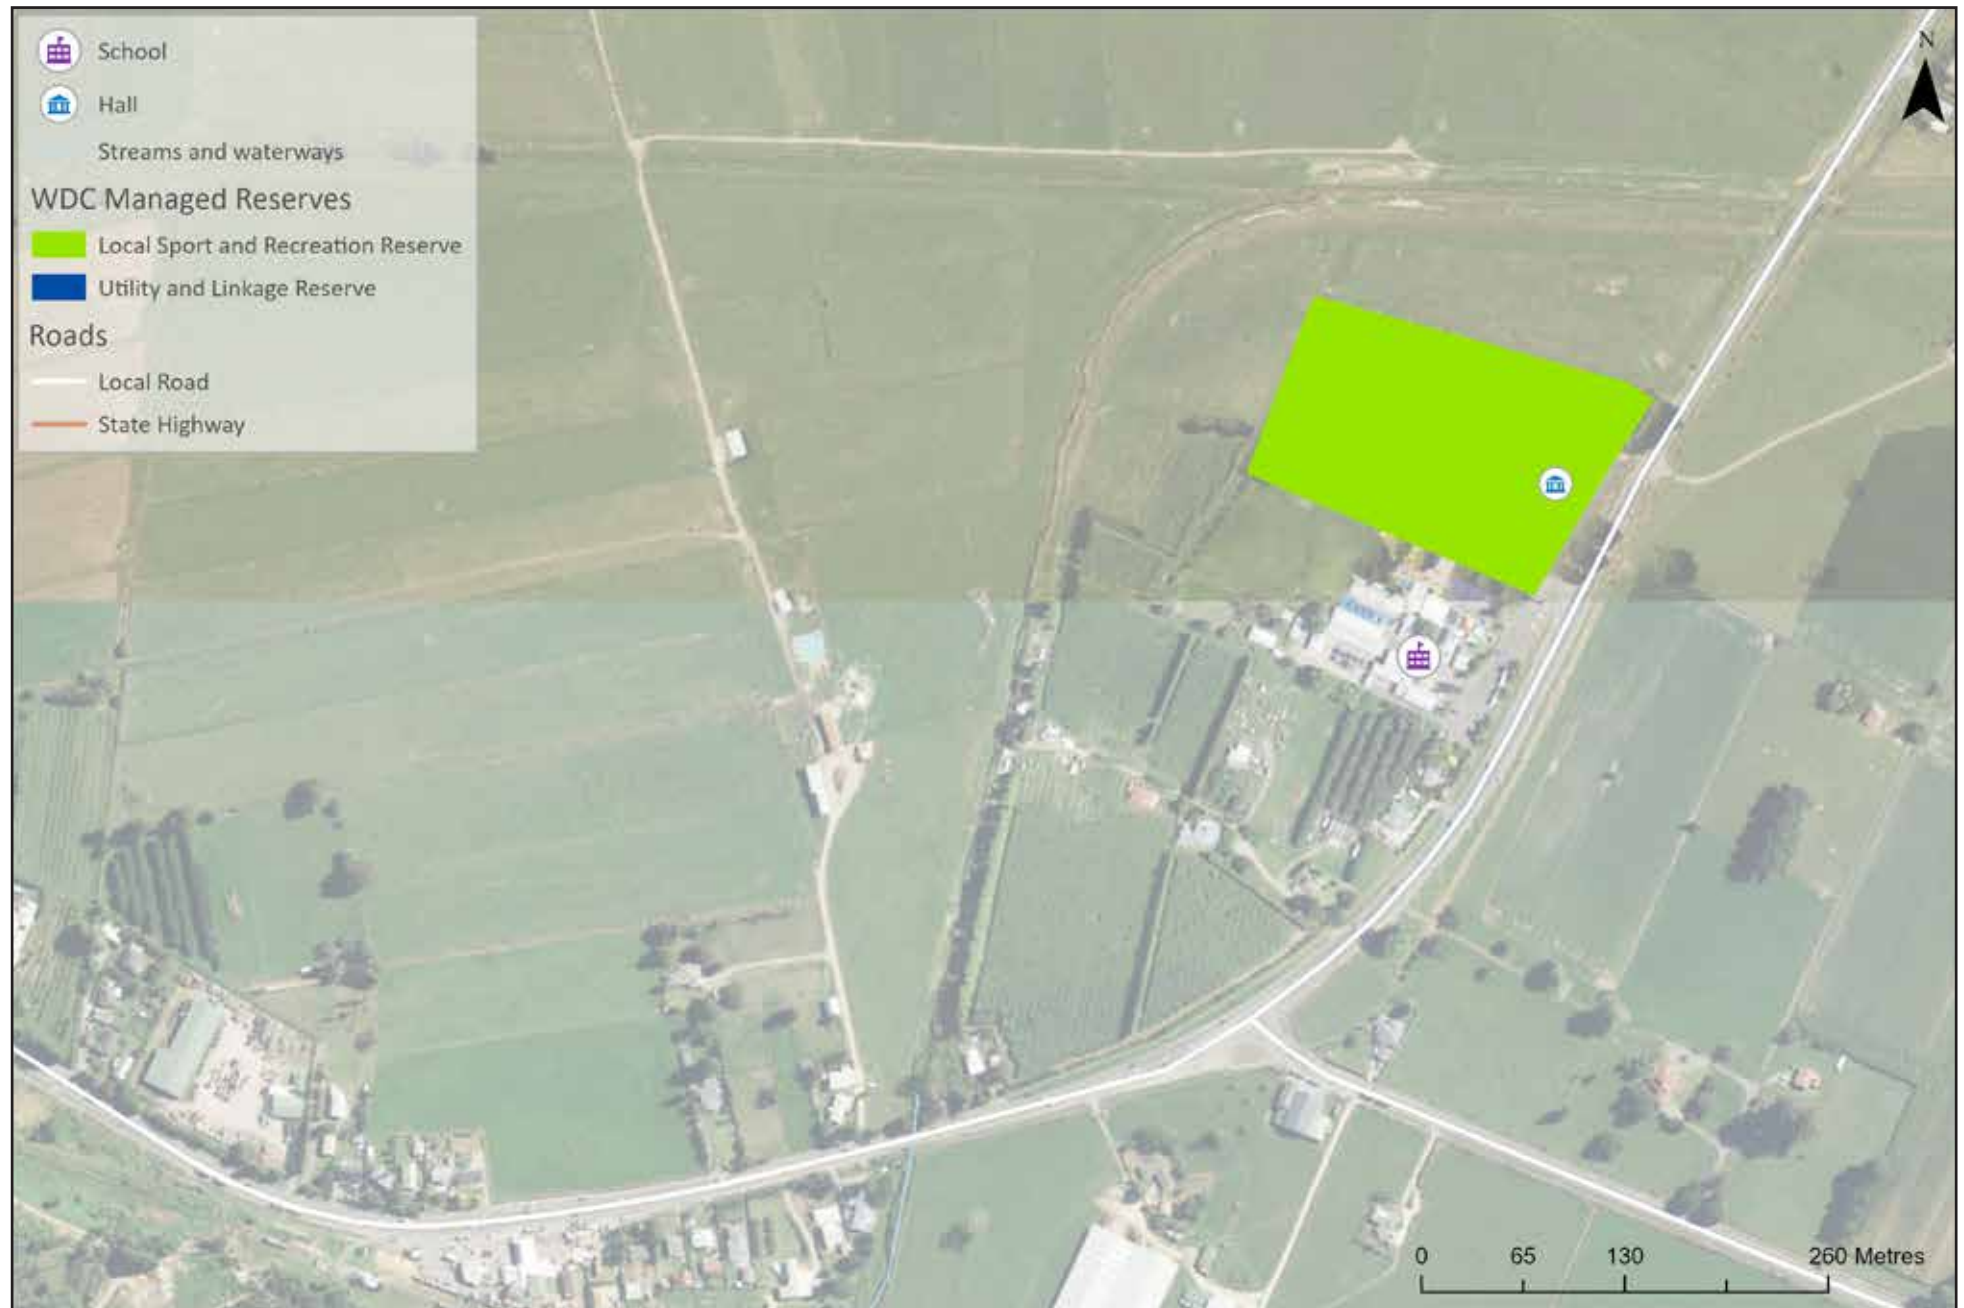 School
Hall
Streams and waterways
WDC Managed Reserves
Local Sport and Recreation Reserve
Utility and Linkage Reserve
Roads
Local Road
State Highway
N
0 65 130 260 Metres